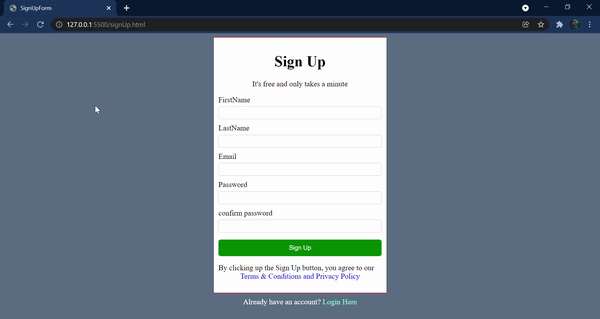 SignUpForm
127.0.0.1:5500/signUp.html
Sign Up
It's free and only takes a minute
FirstName
LastName
Email
Password
confirm password
Sign Up
By clicking up the Sign Up button, you agree to our
Terms & Conditions and Privacy Policy
Already have an account? Login Here